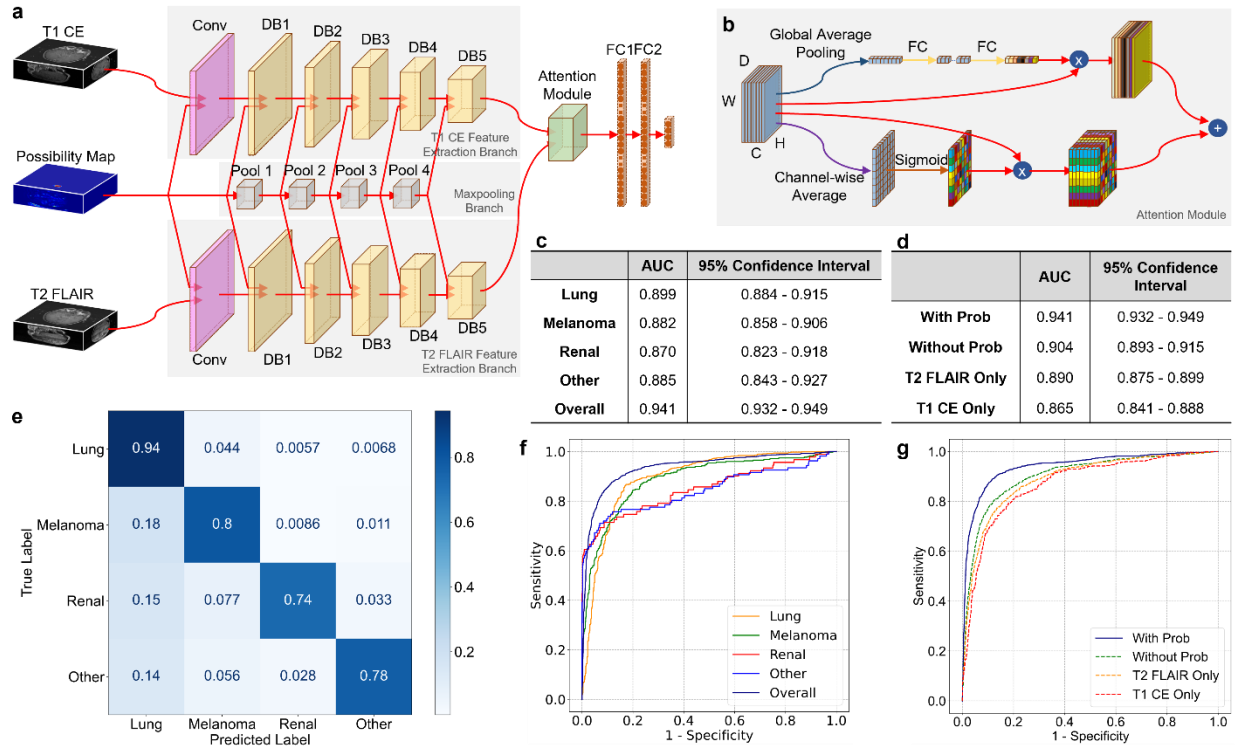 a
T1 CE
Possibility Map
T2 FLAIR
Conv
DB1
DB2
DB3
DB4
DB5
T1 CE Feature
Extraction Branch
Pool 1
Pool 2
Pool 3
Pool 4
Maxpooling
Branch
Conv
DB1
DB2
DB3
DB4
DB5
T2 FLAIR Feature
Extraction Branch
Attention
Module
FC1
FC2
b
D
W
C
H
Global Average
Pooling
FC
FC
x
Channel-wise
Average
Sigmoid
x
+
Attention Module
c
AUC 95% Confidence Interval
Lung 0.899 0.884 - 0.915
Melanoma 0.882 0.858 - 0.906
Renal 0.870 0.823 - 0.918
Other 0.885 0.843 - 0.927
Overall 0.941 0.932 - 0.949
d
AUC 95% Confidence
Interval
With Prob 0.941 0.932 - 0.949
Without Prob 0.904 0.893 - 0.915
T2 FLAIR Only 0.890 0.875 - 0.899
T1 CE Only 0.865 0.841 - 0.888
e
True Label
Lung 0.94 0.044 0.0057 0.0068
Melanoma 0.18 0.8 0.0086 0.011
Renal 0.15 0.077 0.74 0.033
Other 0.14 0.056 0.028 0.78
Lung Melanoma Renal Other
Predicted Label
0.8
0.6
0.4
0.2
f
Sensitivity
1.0
0.8
0.6
0.4
0.2
0.0
Lung
Melanoma
Renal
Other
Overall
0.0 0.2 0.4 0.6 0.8 1.0
1 - Specificity
g
Sensitivity
1.0
0.8
0.6
0.4
0.2
0.0
With Prob
Without Prob
T2 FLAIR Only
T1 CE Only
0.0 0.2 0.4 0.6 0.8 1.0
1 - Specificity